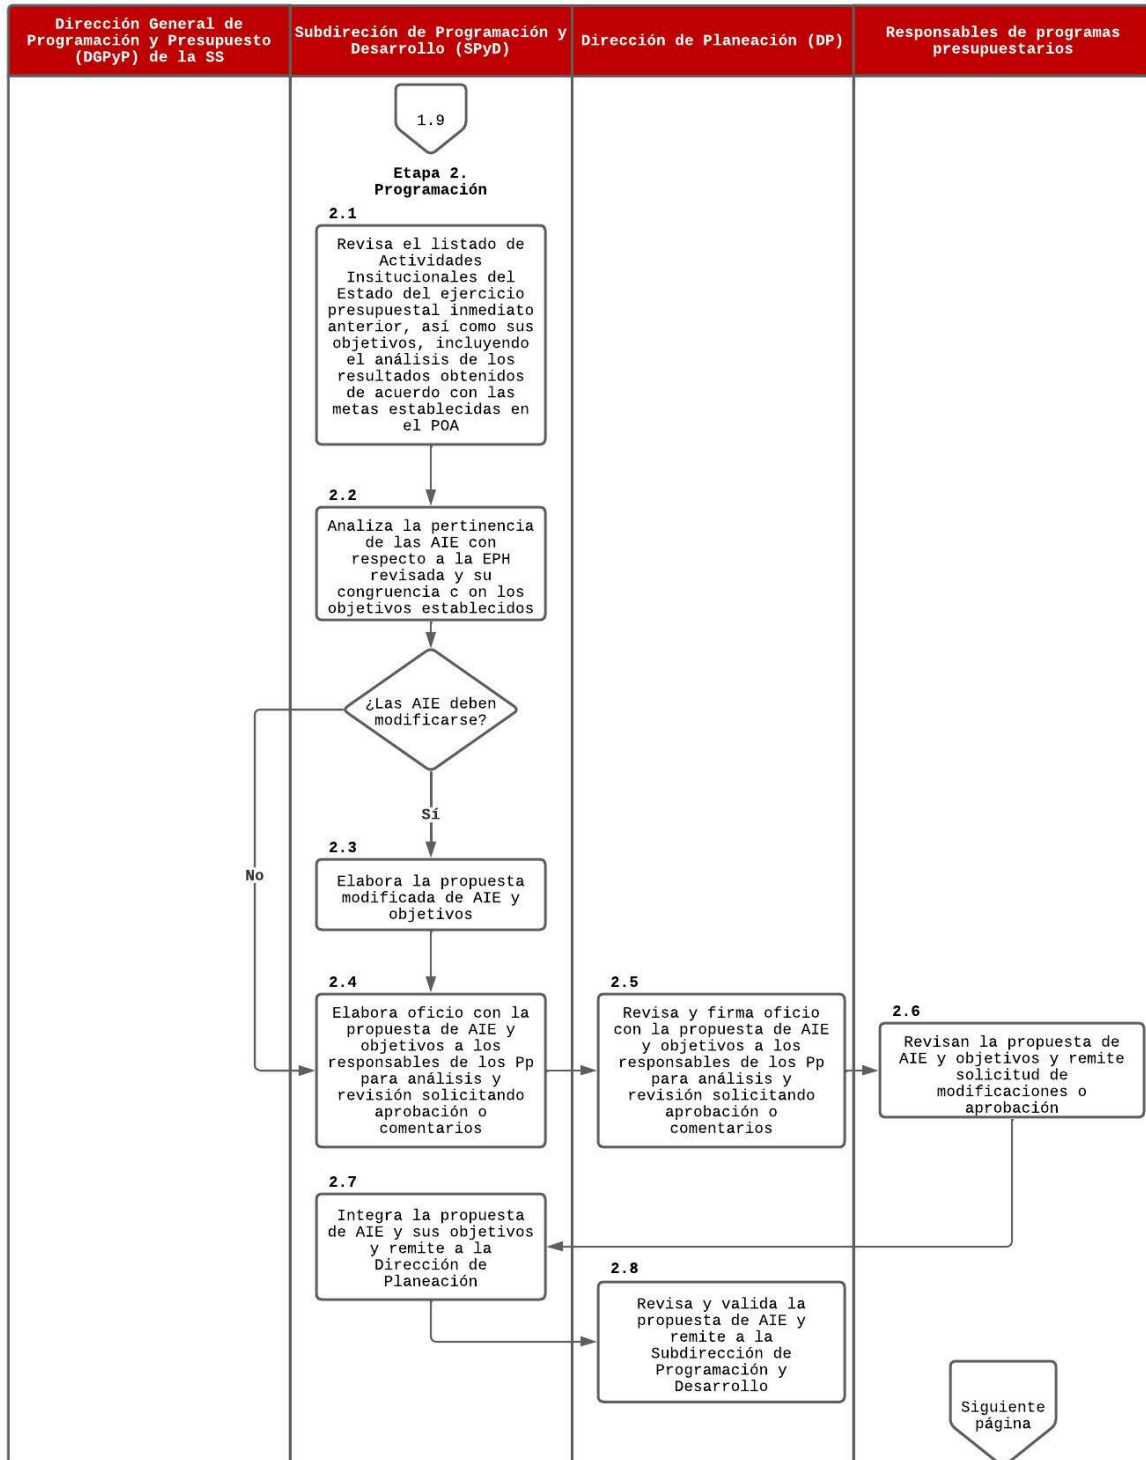 Dirección General de
Programación y Presupuesto
(DGPyP) de la SS
Subdireción de Programación y
Desarrollo (SPyD)
Dirección de Planeación (DP)
Responsables de programas
presupuestarios
1.9
Etapa 2.
Programación
2.1
Revisa el listado de
Actividades
Insitucionales del
Estado del ejercicio
presupuestal inmediato
anterior, así como sus
objetivos, incluyendo
el análisis de los
resultados obtenidos
de acuerdo con las
metas establecidas en
el POA
2.2
Analiza la pertinencia
de las AIE con
respecto a la EPH
revisada y su
congruencia c on los
objetivos establecidos
¿Las AIE deben
modificarse?
Sí
No
2.3
Elabora la propuesta
modificada de AIE y
objetivos
2.4
Elabora oficio con la
propuesta de AIE y
objetivos a los
responsables de los Pp
para análisis y
revisión solicitando
aprobación o
comentarios
2.5
Revisa y firma oficio
con la propuesta de AIE
y objetivos a los
responsables de los Pp
para análisis y
revisión solicitando
aprobación o
comentarios
2.6
Revisan la propuesta de
AIE y objetivos y remite
solicitud de
modificaciones o
aprobación
2.7
Integra la propuesta
de AIE y sus objetivos
y remite a la
Dirección de
Planeación
2.8
Revisa y valida la
propuesta de AIE y
remite a la
Subdirección de
Programación y
Desarrollo
Siguiente
página